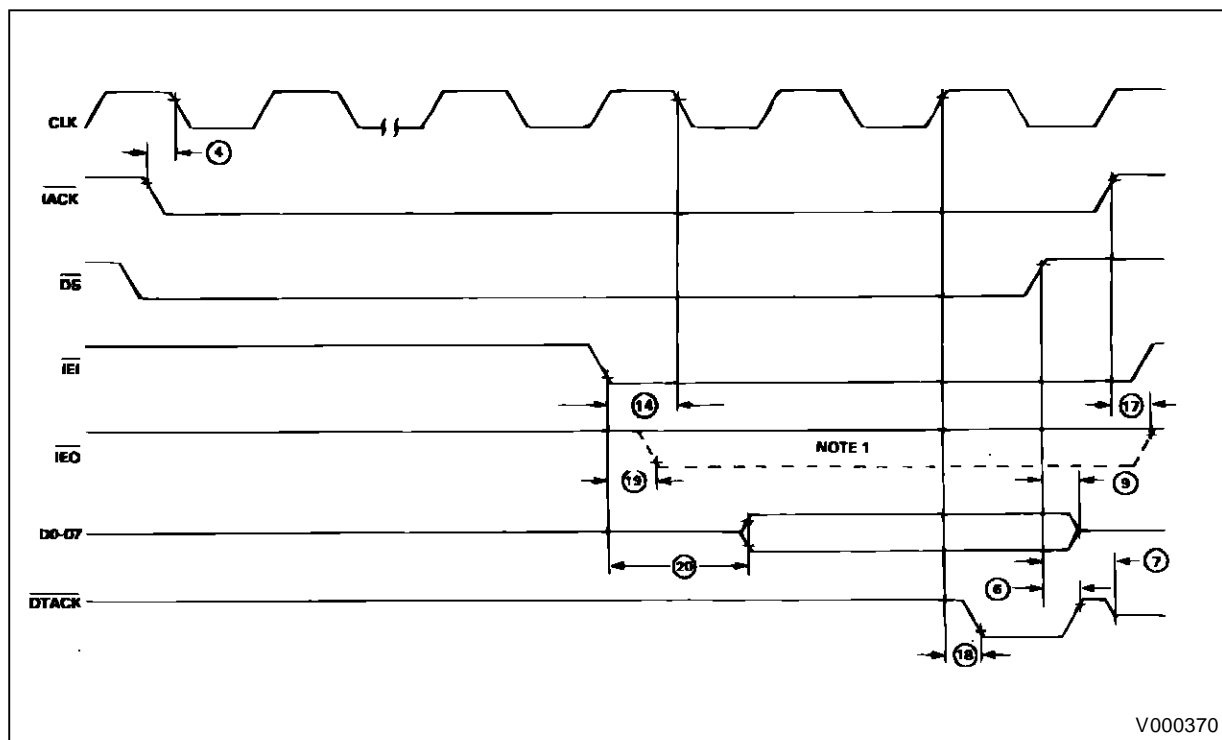 CLK
4
IACK
DS
IEI
14
17
IEO
NOTE 1
19
9
D0-D7
20
7
6
DTACK
18
V000370